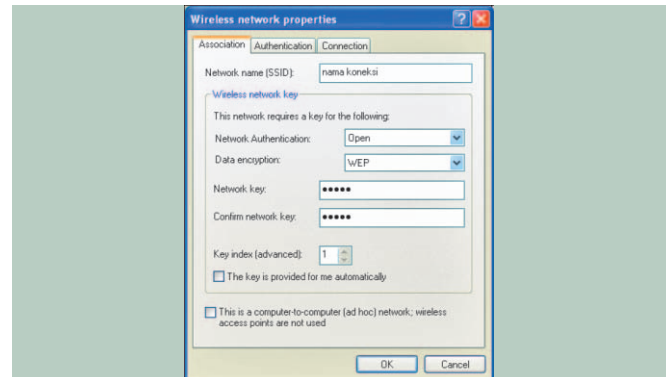 Wireless network properties
Association Authentication Connection
Network name (SSID): nama koneksi
Wireless network key
This network requires a key for the following:
Network Authentication: Open
Data encryption: WEP
Network key: •••••
Confirm network key: •••••
Key index (advanced): 1
The key is provided for me automatically
This is a computer-to-computer (ad hoc) network; wireless
access points are not used
OK Cancel